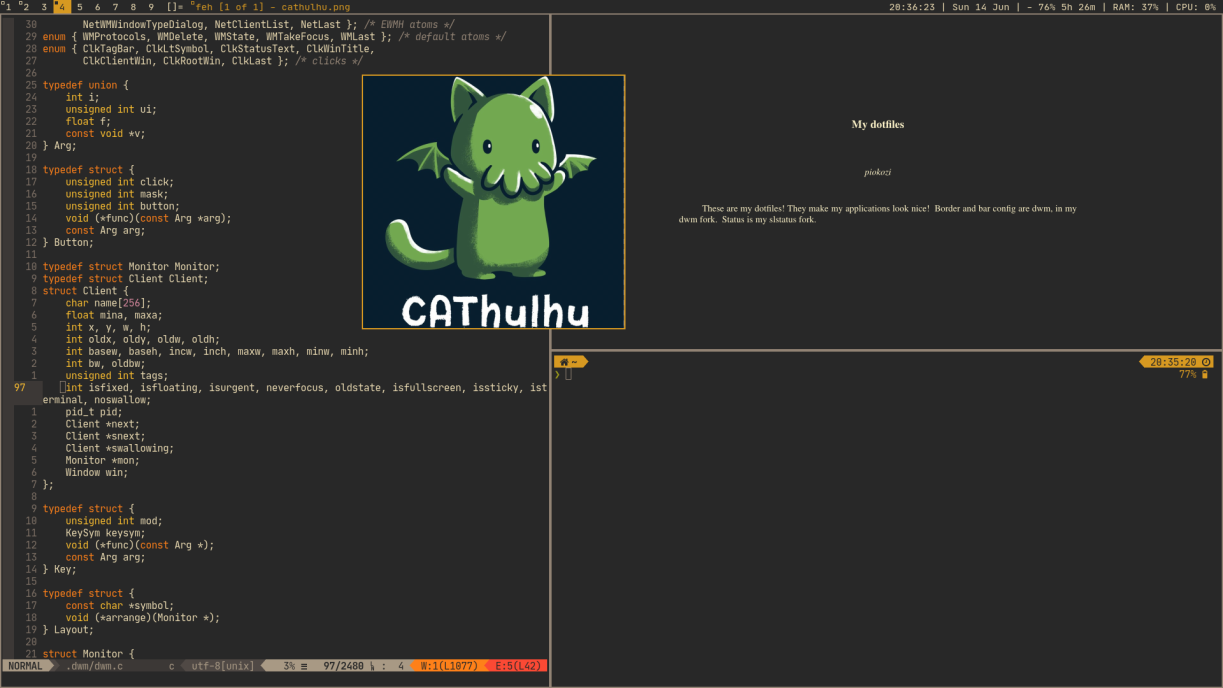 1 2 3 4 5 6 7 8 9 []= feh [1 of 1] - cathulhu.png
20:36:23 | Sun 14 Jun | - 76% 5h 26m | RAM: 37% | CPU: 0%
30 NetWMWindowTypeDialog, NetClientList, NetLast }; /* EWMH atoms */
29 enum { WMProtocols, WMDelete, WMState, WMTakeFocus, WMLast }; /* default atoms */
28 enum { ClkTagBar, ClkLtSymbol, ClkStatusText, ClkWinTitle,
27 ClkClientWin, ClkRootWin, ClkLast }; /* clicks */
26
25 typedef union {
24 int i;
23 unsigned int ui;
22 float f;
21 const void *v;
20 } Arg;
19
18 typedef struct {
17 unsigned int click;
16 unsigned int mask;
15 unsigned int button;
14 void (*func)(const Arg *arg);
13 const Arg arg;
12 } Button;
11
10 typedef struct Monitor Monitor;
9 typedef struct Client Client;
8 struct Client {
7 char name[256];
6 float mina, maxa;
5 int x, y, w, h;
4 int oldx, oldy, oldw, oldh;
3 int basew, baseh, incw, inch, maxw, maxh, minw, minh;
2 int bw, oldbw;
1 unsigned int tags;
97 int isfixed, isfloating, isurgent, neverfocus, oldstate, isfullscreen, issticky, ist
erminal, noswallow;
1 pid_t pid;
2 Client *next;
3 Client *snext;
4 Client *swallowing;
5 Monitor *mon;
6 Window win;
7 };
8
9 typedef struct {
10 unsigned int mod;
11 KeySym keysym;
12 void (*func)(const Arg *);
13 const Arg arg;
14 } Key;
15
16 typedef struct {
17 const char *symbol;
18 void (*arrange)(Monitor *);
19 } Layout;
20
21 struct Monitor {
NORMAL .dwm/dwm.c c utf-8[unix] 3% ≡ 97/2480 : 4 W:1(L1077) E:5(L42)
CAThulhu
My dotfiles
piokozi
These are my dotfiles! They make my applications look nice! Border and bar config are dwm, in my
dwm fork. Status is my slstatus fork.
~
20:35:20
❯
77%